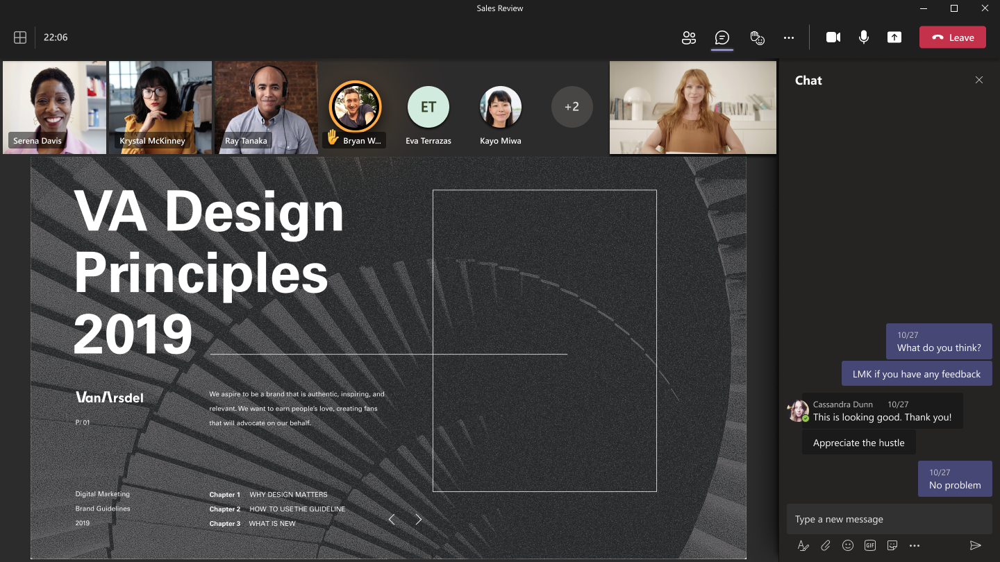 Sales Review
22:06
Leave
Serena Davis
Krystal McKinney
Ray Tanaka
Bryan W...
ET
Eva Terrazas
Kayo Miwa
+2
VA Design
Principles
2019
VanArsdel
P/ 01
We aspire to be a brand that is authentic, inspiring, and
relevant. We want to earn people's love, creating fans
that will advocate on our behalf.
Digital Marketing
Brand Guidelines
2019
Chapter 1 WHY DESIGN MATTERS
Chapter 2 HOW TO USE THE GUIDELINE
Chapter 3 WHAT IS NEW
Chat
10/27
What do you think?
LMK if you have any feedback
Cassandra Dunn 10/27
This is looking good. Thank you!
Appreciate the hustle
10/27
No problem
Type a new message
GIF